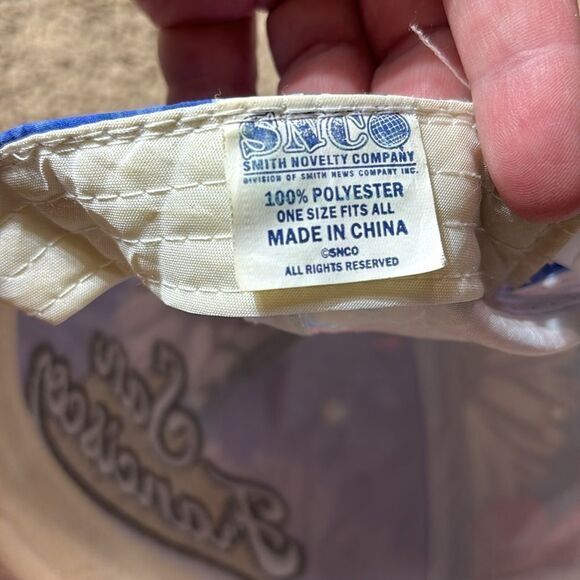 SNCO
SMITH NOVELTY COMPANY
DIVISION OF SMITH NEWS COMPANY INC.
100% POLYESTER
ONE SIZE FITS ALL
MADE IN CHINA
©SNCO
ALL RIGHTS RESERVED
San
Francisco